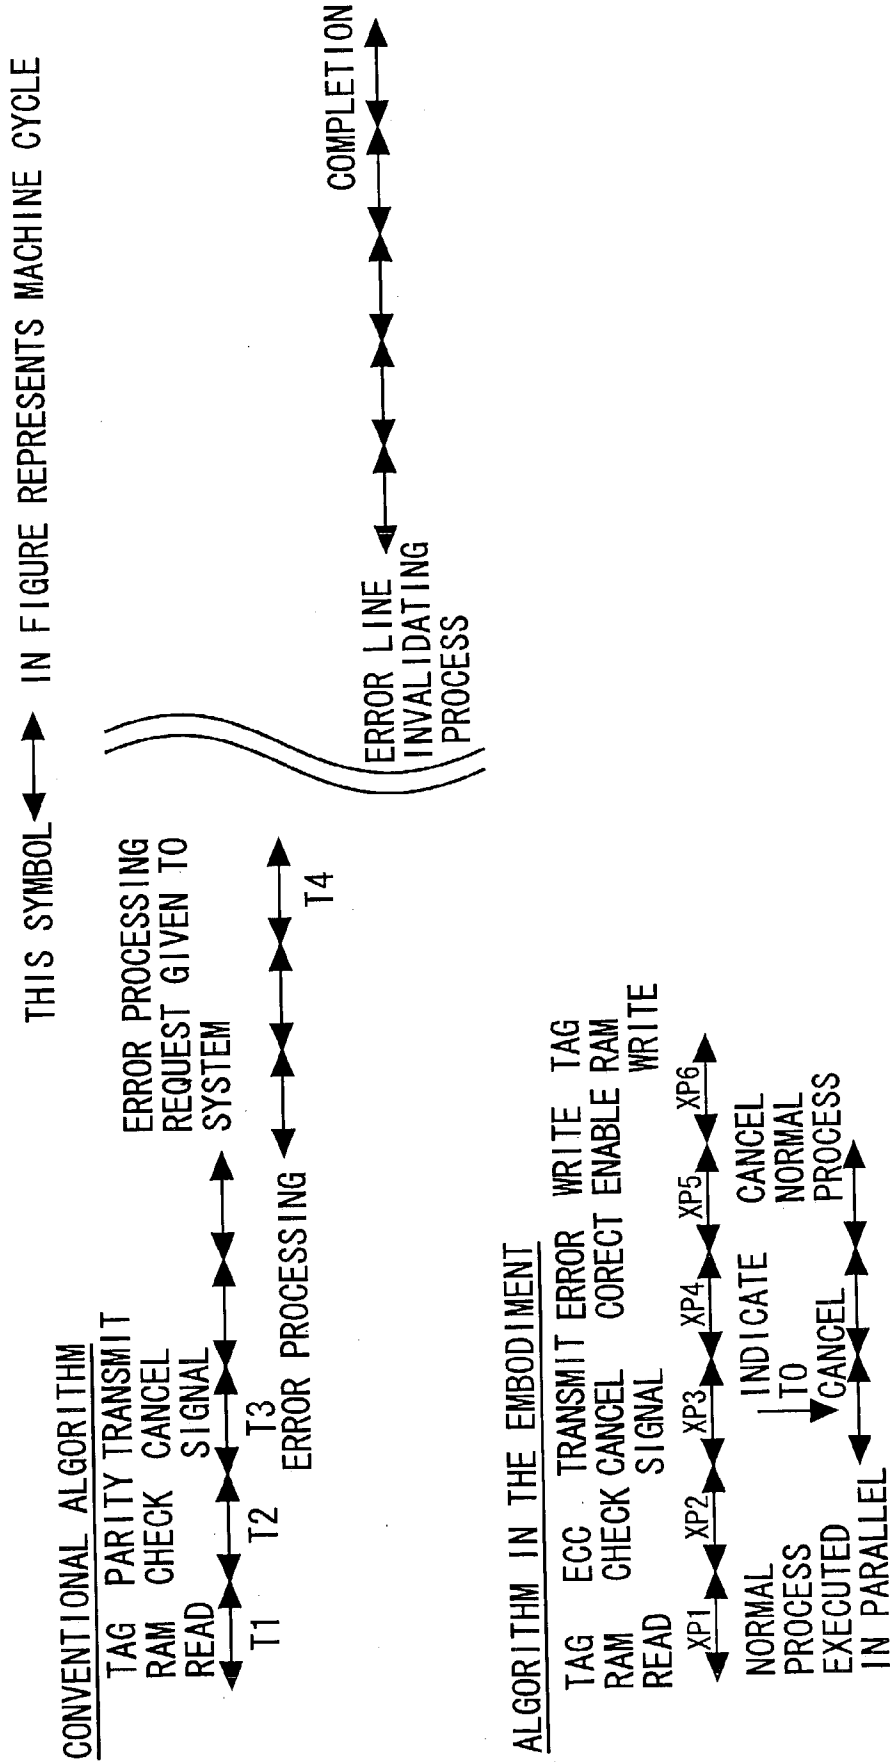 THIS SYMBOL IN FIGURE REPRESENTS MACHINE CYCLE
CONVENTIONAL ALGORITHM
TAG
RAM
READ
PARITY
CHECK
TRANSMIT
CANCEL
SIGNAL
T1
T2
T3
ERROR PROCESSING
ERROR PROCESSING
REQUEST GIVEN TO
SYSTEM
T4
ERROR LINE
INVALIDATING
PROCESS
COMPLETION
ALGORITHM IN THE EMBODIMENT
TAG
RAM
READ
ECC
CHECK
TRANSMIT
CANCEL
SIGNAL
ERROR
CORECT
WRITE
ENABLE
TAG
RAM
WRITE
XP1
XP2
XP3
XP4
XP5
XP6
NORMAL
PROCESS
EXECUTED
IN PARALLEL
INDICATE
TO
CANCEL
CANCEL
NORMAL
PROCESS